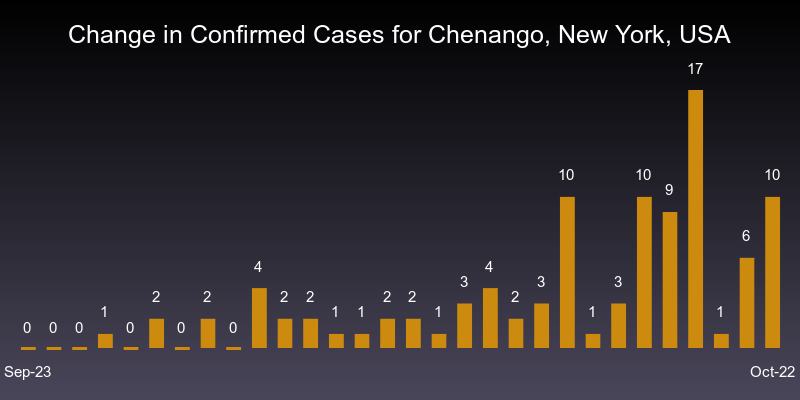 Change in Confirmed Cases for Chenango, New York, USA
0 0 0 1 0 2 0 2 0 4 2 2 1 1 2 2 1 3 4 2 3 10 1 3 10 9 17 1 6 10
Sep-23 Oct-22